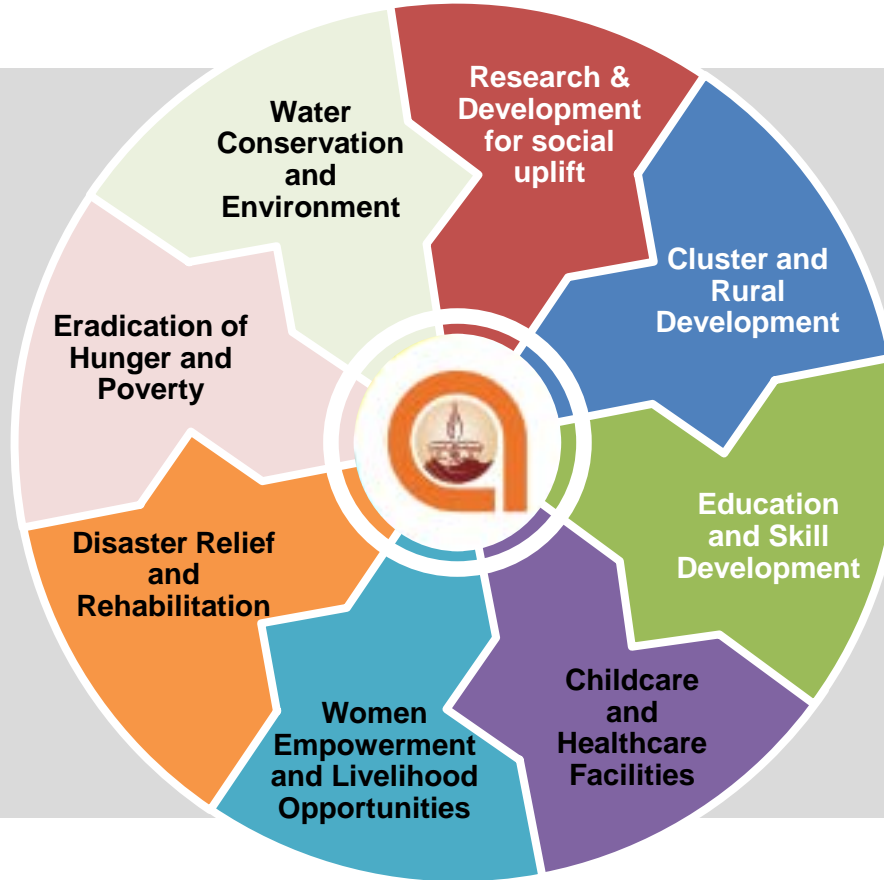 Research &
Development
for social
uplift
Cluster and
Rural
Development
Education
and Skill
Development
Childcare
and
Healthcare
Facilities
Women
Empowerment
and Livelihood
Opportunities
Disaster Relief
and
Rehabilitation
Eradication of
Hunger and
Poverty
Water
Conservation
and
Environment